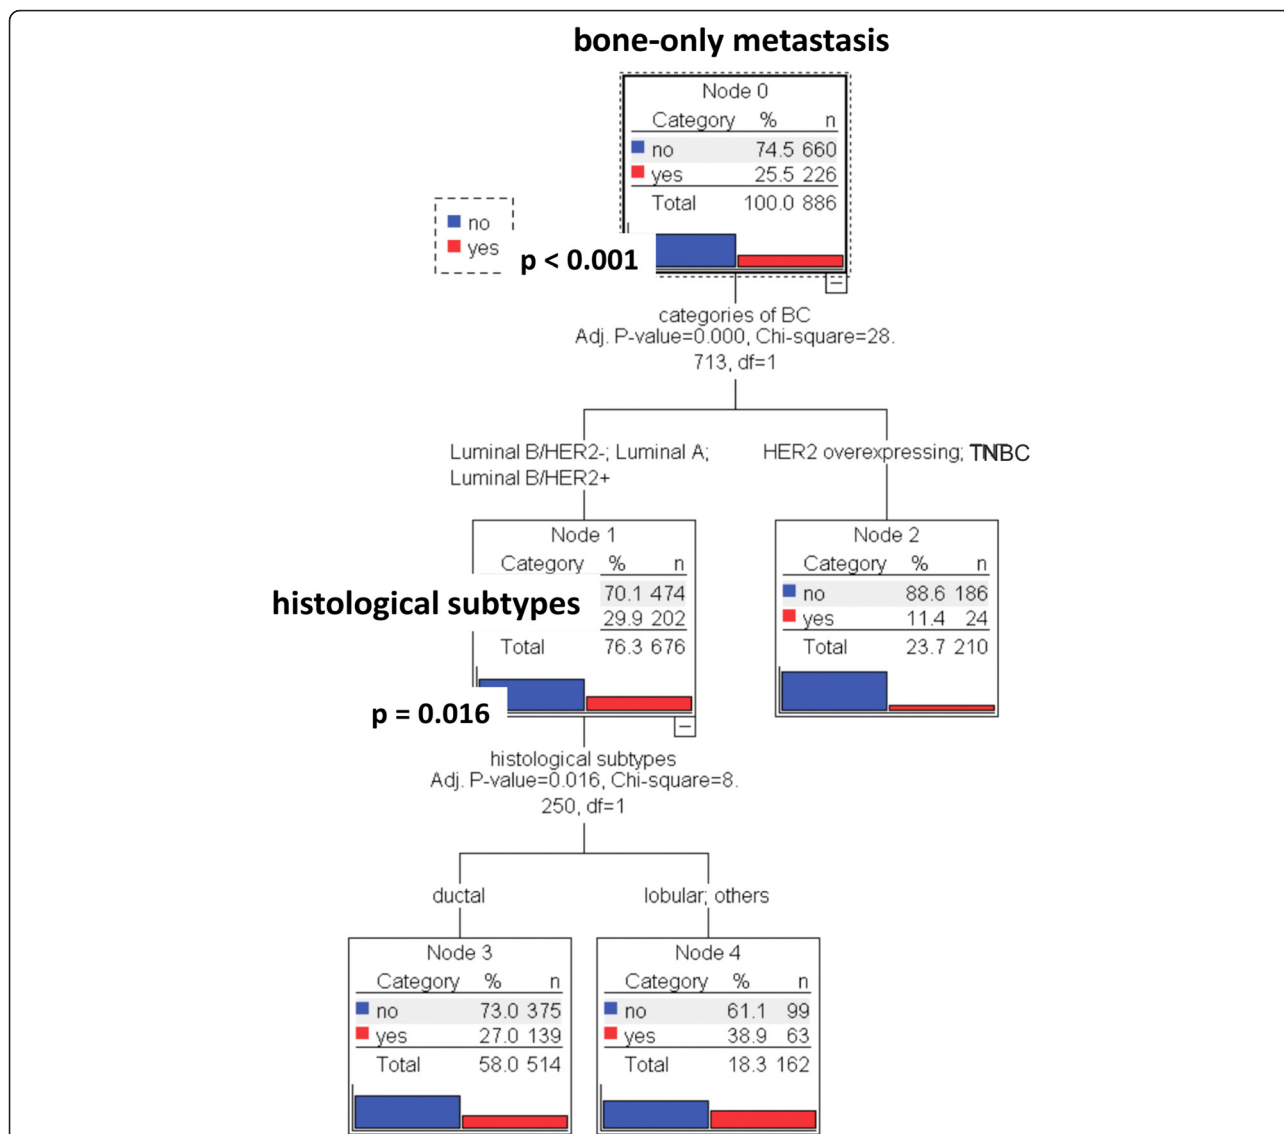 bone-only metastasis
Node 0
Category % n
no 74.5 660
yes 25.5 226
Total 100.0 886
no
yes
p < 0.001
categories of BC
Adj. P-value=0.000, Chi-square=28.
713, df=1
Luminal B/HER2-; Luminal A;
Luminal B/HER2+
HER2 overexpressing; TNBC
Node 1
Category % n
70.1 474
29.9 202
Total 76.3 676
histological subtypes
p = 0.016
Node 2
Category % n
no 88.6 186
yes 11.4 24
Total 23.7 210
histological subtypes
Adj. P-value=0.016, Chi-square=8.
250, df=1
ductal
lobular; others
Node 3
Category % n
no 73.0 375
yes 27.0 139
Total 58.0 514
Node 4
Category % n
no 61.1 99
yes 38.9 63
Total 18.3 162